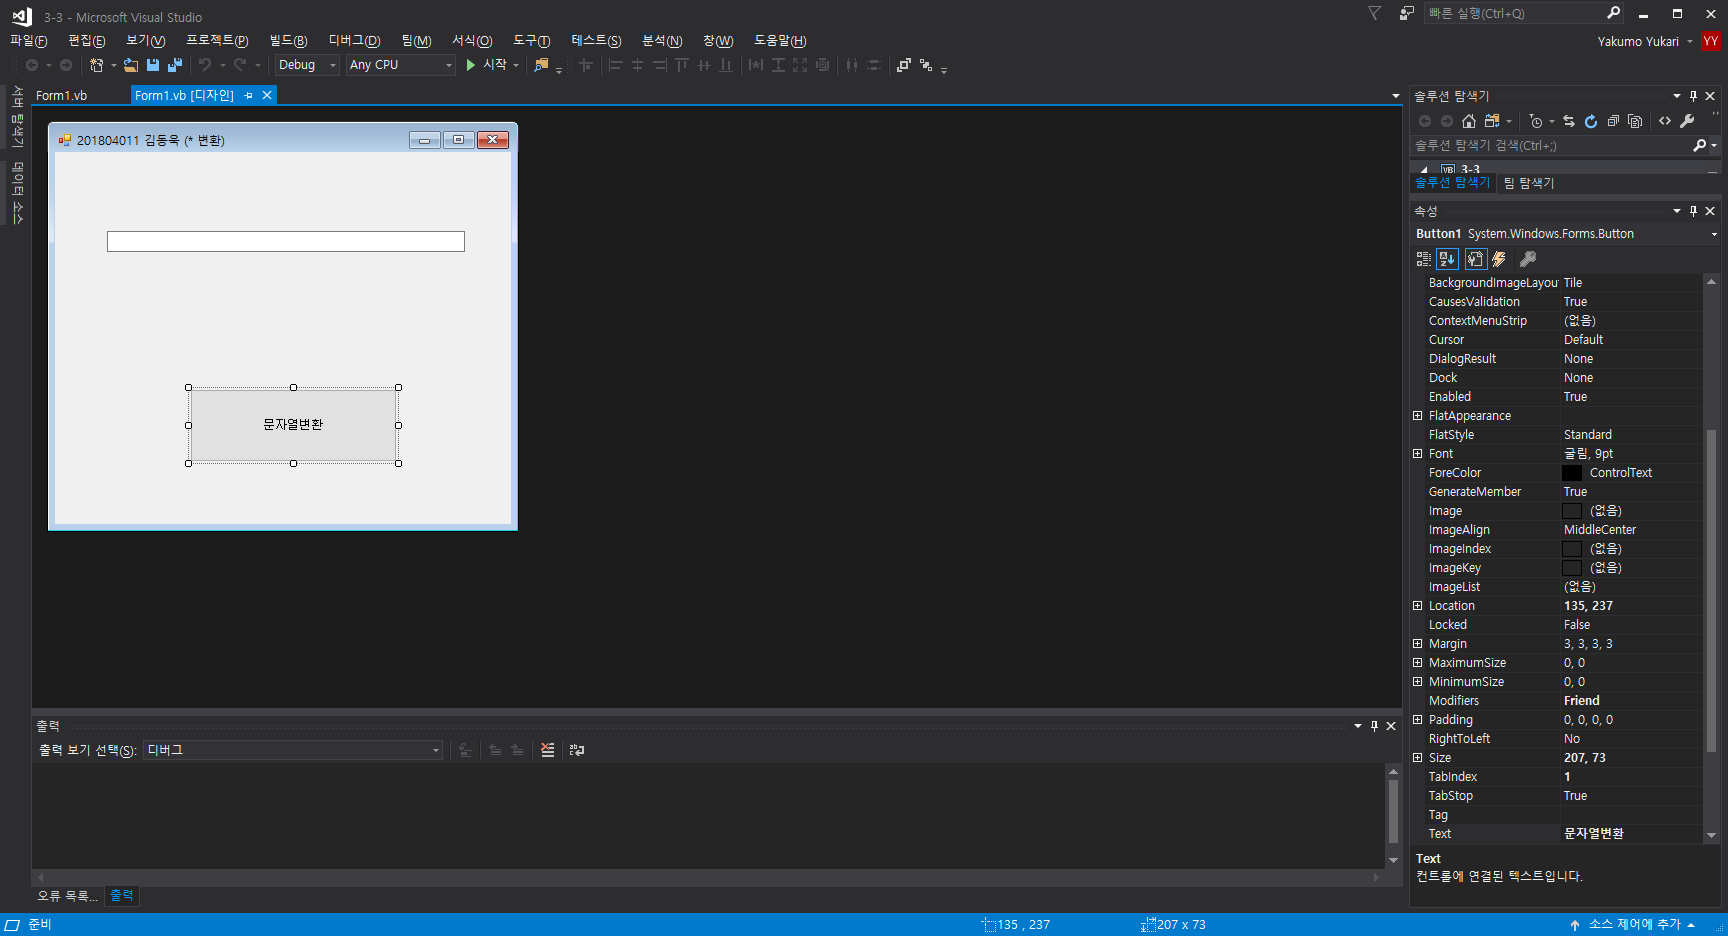 3-3 - Microsoft Visual Studio
빠른 실행(Ctrl+Q)
파일(F) 편집(E) 보기(V) 프로젝트(P) 빌드(B) 디버그(D) 팀(M) 서식(O) 도구(T) 테스트(S) 분석(N) 창(W) 도움말(H)
Yakumo Yukari YY
Debug Any CPU 시작
서버 탐색기
데이터 소스
Form1.vb Form1.vb [디자인]
201804011 김동욱 (* 변환)
문자열변환
출력
출력 보기 선택(S): 디버그
오류 목록... 출력
솔루션 탐색기
솔루션 탐색기 검색(Ctrl+;)
VB 3-3
솔루션 탐색기 팀 탐색기
속성
Button1 System.Windows.Forms.Button
BackgroundImageLayou Tile
CausesValidation True
ContextMenuStrip (없음)
Cursor Default
DialogResult None
Dock None
Enabled True
FlatAppearance
FlatStyle Standard
Font 굴림, 9pt
ForeColor ControlText
GenerateMember True
Image (없음)
ImageAlign MiddleCenter
ImageIndex (없음)
ImageKey (없음)
ImageList (없음)
Location 135, 237
Locked False
Margin 3, 3, 3, 3
MaximumSize 0, 0
MinimumSize 0, 0
Modifiers Friend
Padding 0, 0, 0, 0
RightToLeft No
Size 207, 73
TabIndex 1
TabStop True
Tag
Text 문자열변환
Text
컨트롤에 연결된 텍스트입니다.
준비 135 , 237 207 x 73 소스 제어에 추가